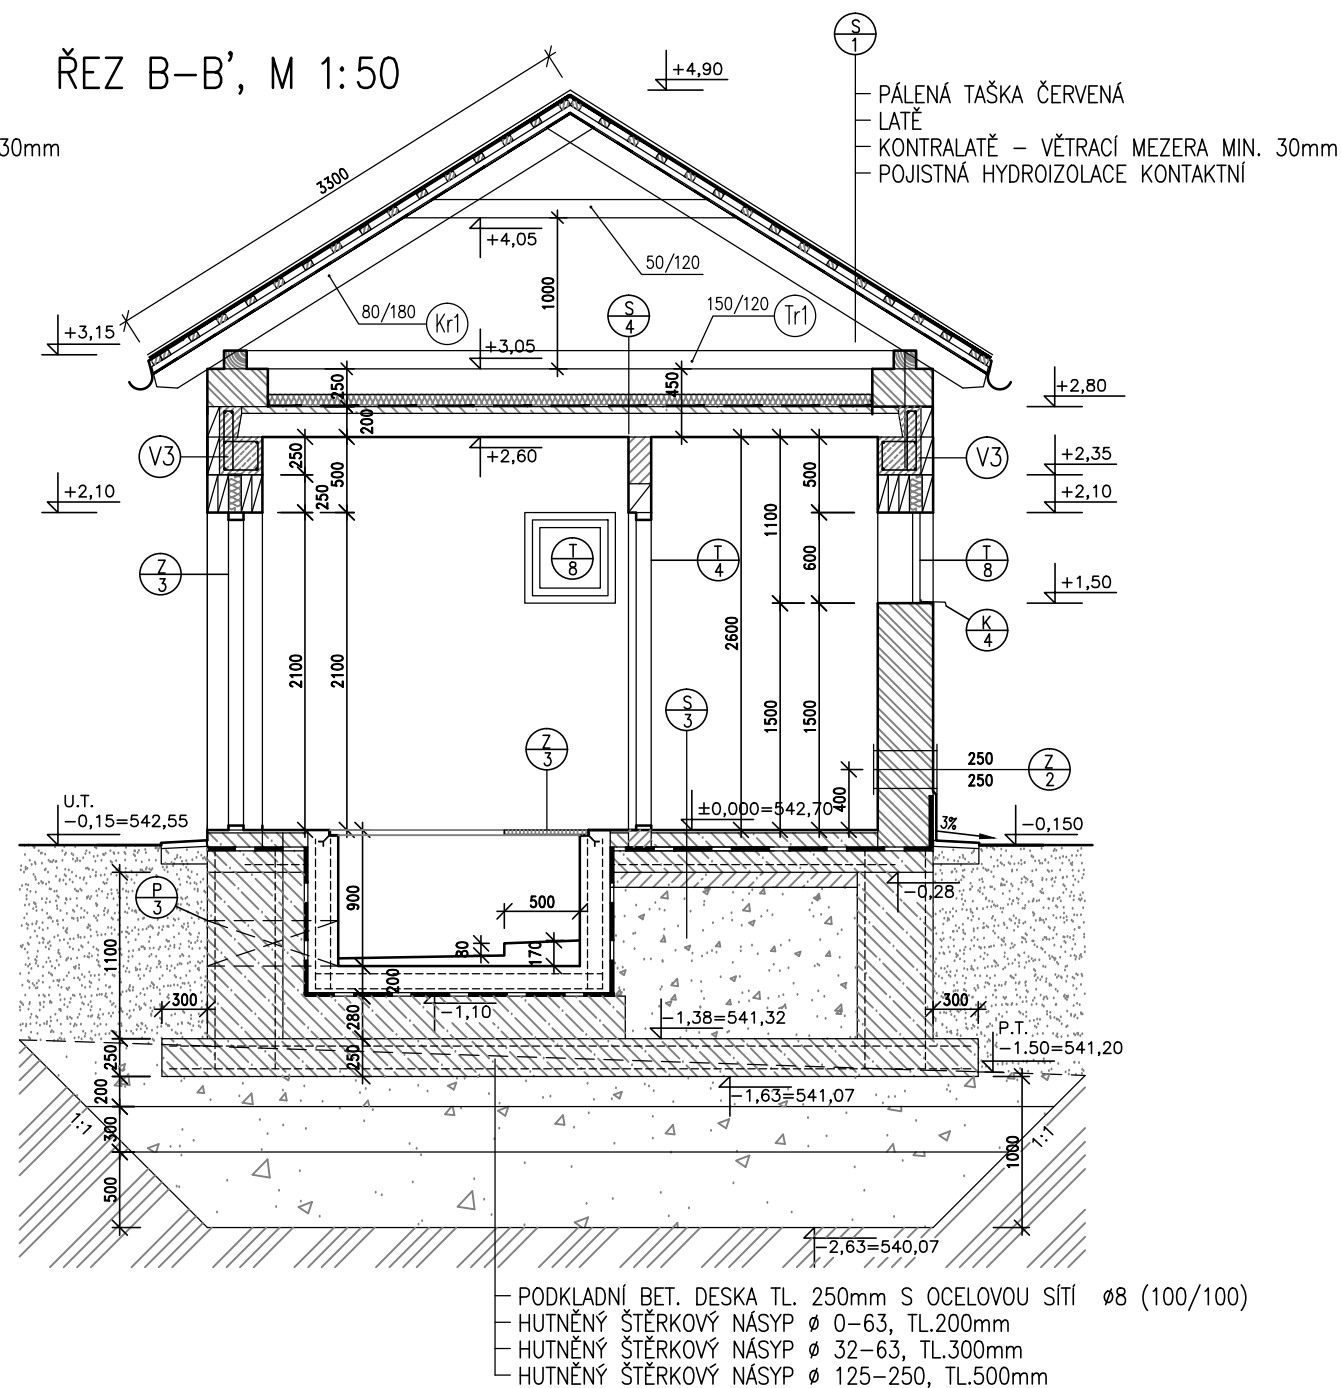 ŘEZ B–B', M 1:50
30mm
S
1
PÁLENÁ TAŠKA ČERVENÁ
LATĚ
KONTRALATĚ – VĚTRACÍ MEZERA MIN. 30mm
POJISTNÁ HYDROIZOLACE KONTAKTNÍ
+4,90
3300
+4,05
50/120
1000
80/180
Kr1
S
4
150/120
Tr1
+3,15
+3,05
250
450
+2,80
200
V3
250
500
+2,60
500
V3
+2,35
250
+2,10
+2,10
1100
T
8
T
4
600
T
8
Z
3
+1,50
K
4
2600
2100
2100
1500
1500
S
3
Z
3
250
250
Z
2
400
U.T.
–0,15=542,55
±0,000=542,70
3%
–0,150
P
3
900
500
–0,28
80
170
1100
200
300
–1,10
280
–1,38=541,32
300
P.T.
–1.50=541,20
250
250
–1,63=541,07
200
1:1
300
1:1
1000
500
–2,63=540,07
PODKLADNÍ BET. DESKA TL. 250mm S OCELOVOU SÍTÍ ø8 (100/100)
HUTNĚNÝ ŠTĚRKOVÝ NÁSYP ø 0–63, TL.200mm
HUTNĚNÝ ŠTĚRKOVÝ NÁSYP ø 32–63, TL.300mm
HUTNĚNÝ ŠTĚRKOVÝ NÁSYP ø 125–250, TL.500mm